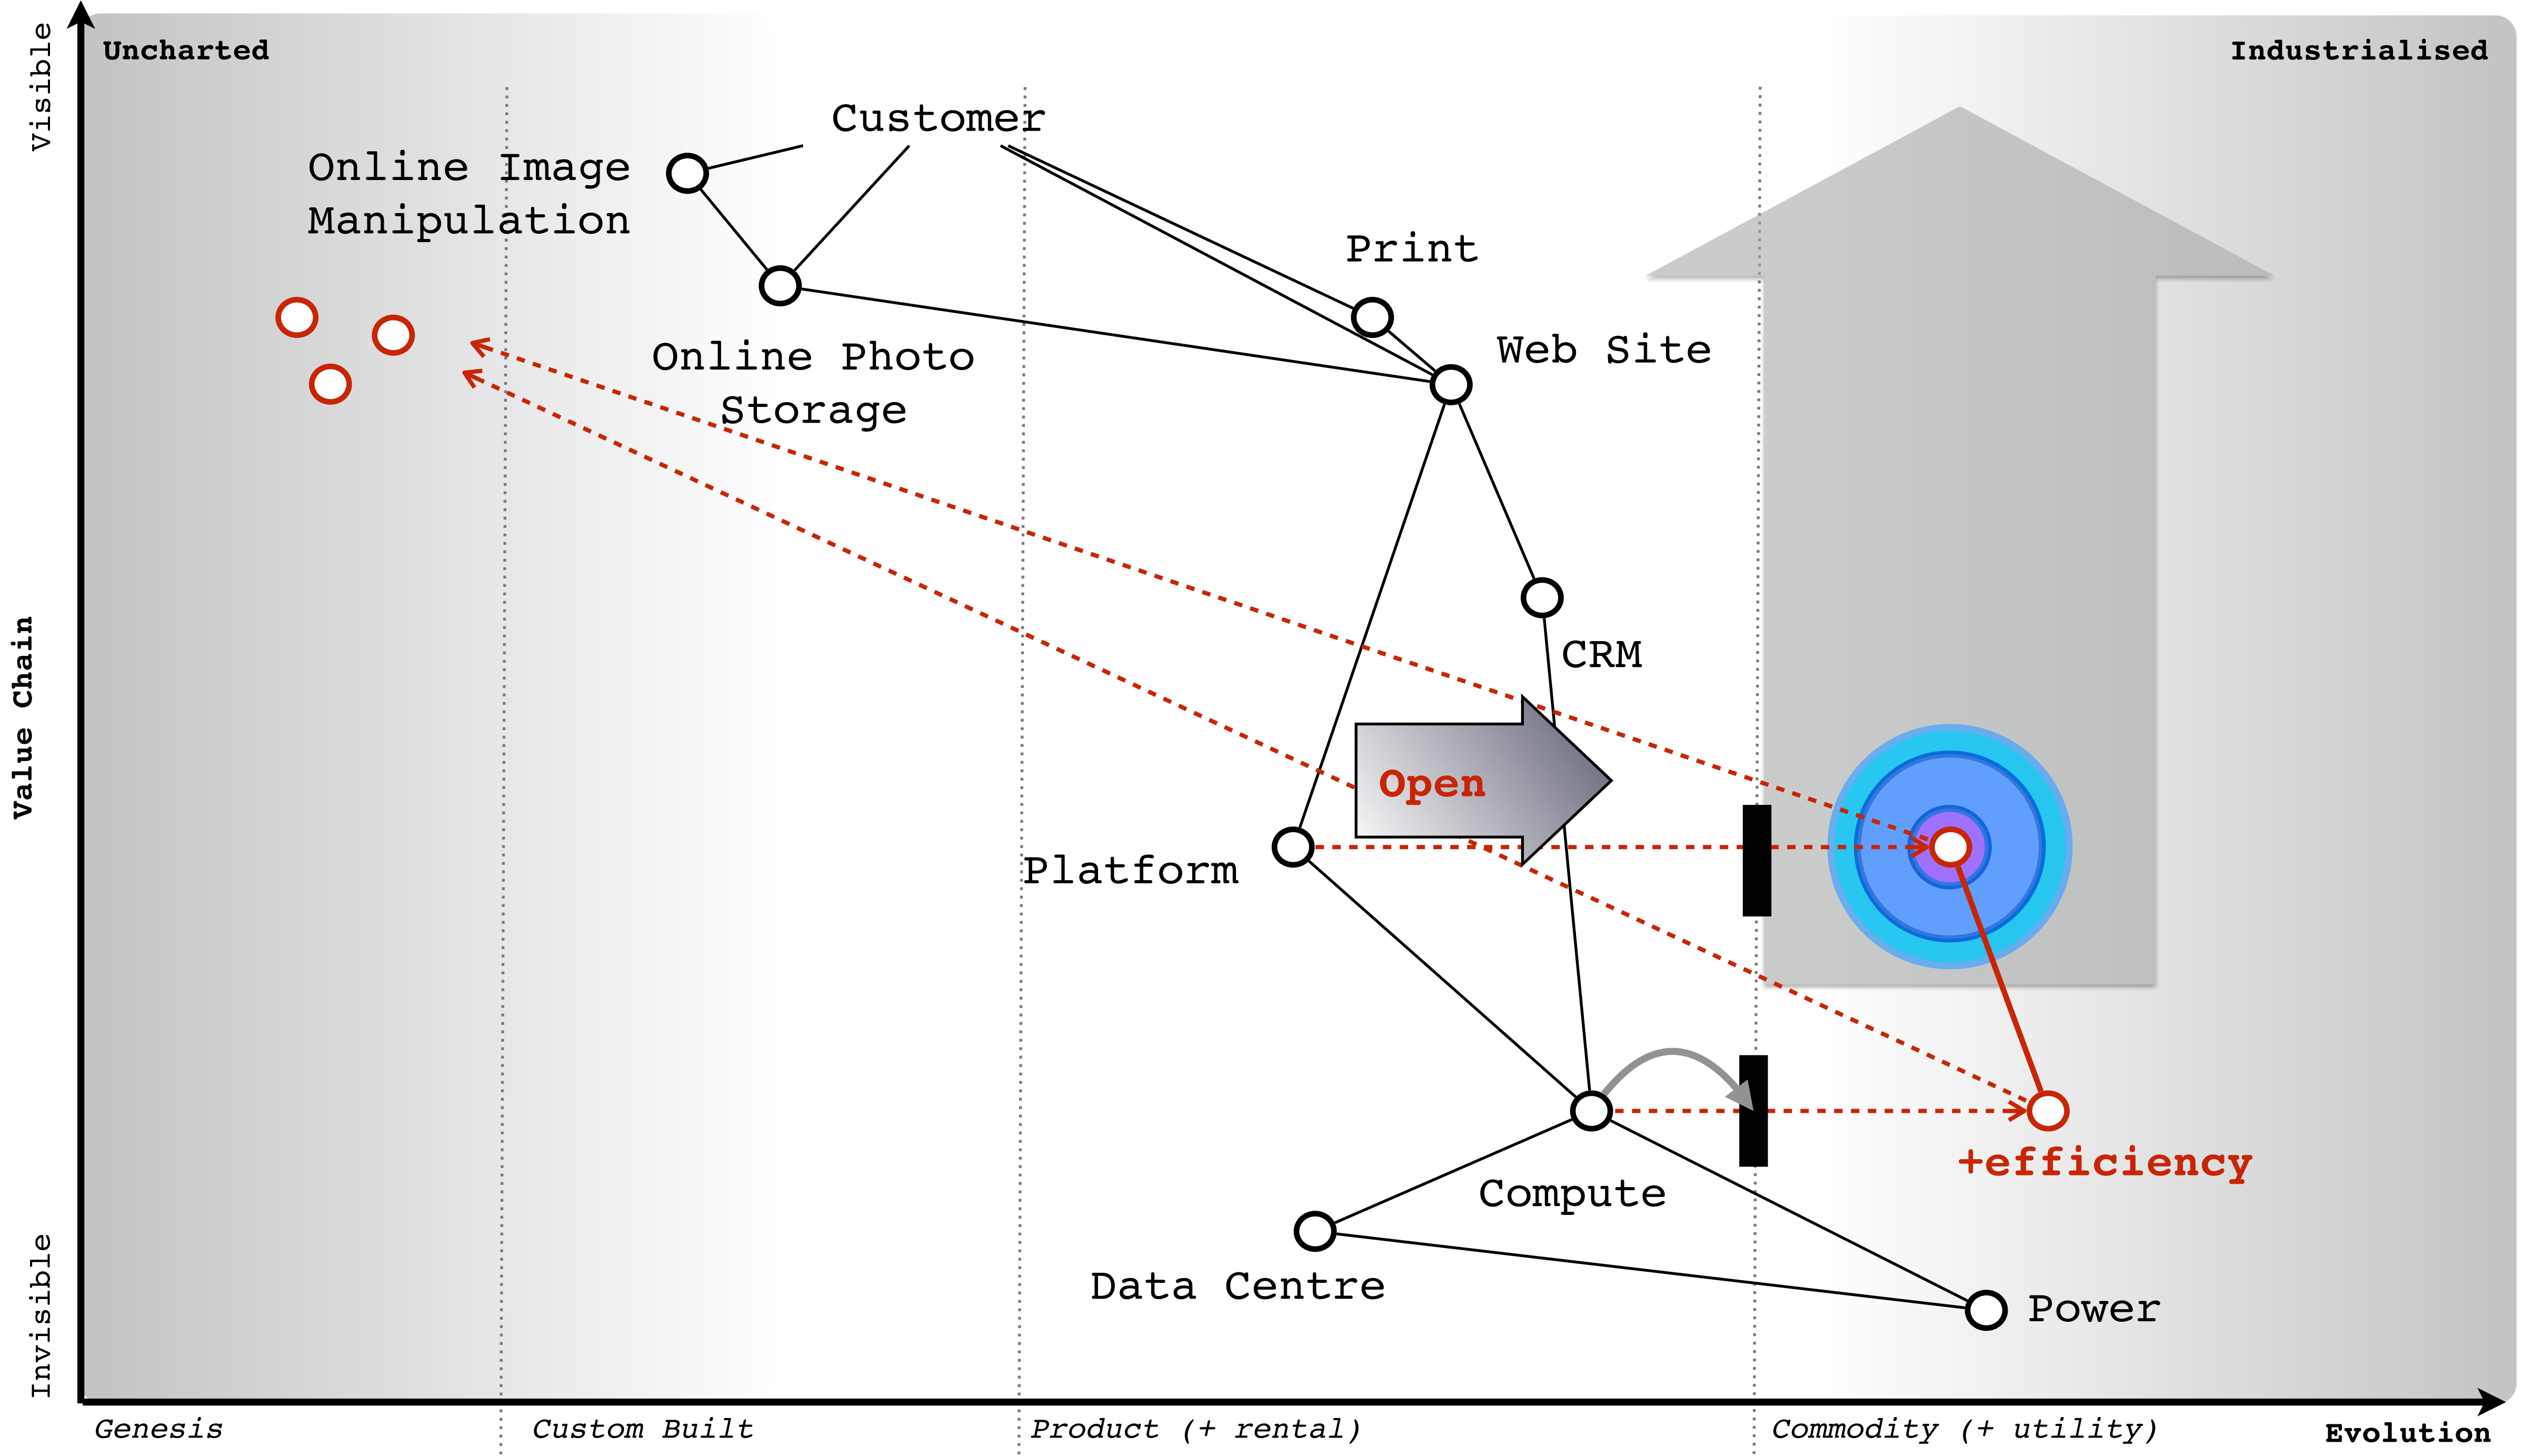 Uncharted
Industrialised
Visible
Customer
Online Image
Manipulation
Print
Web Site
Online Photo
Storage
CRM
Value Chain
Open
Platform
+efficiency
Compute
Data Centre
Power
Invisible
Genesis
Custom Built
Product (+ rental)
Commodity (+ utility)
Evolution